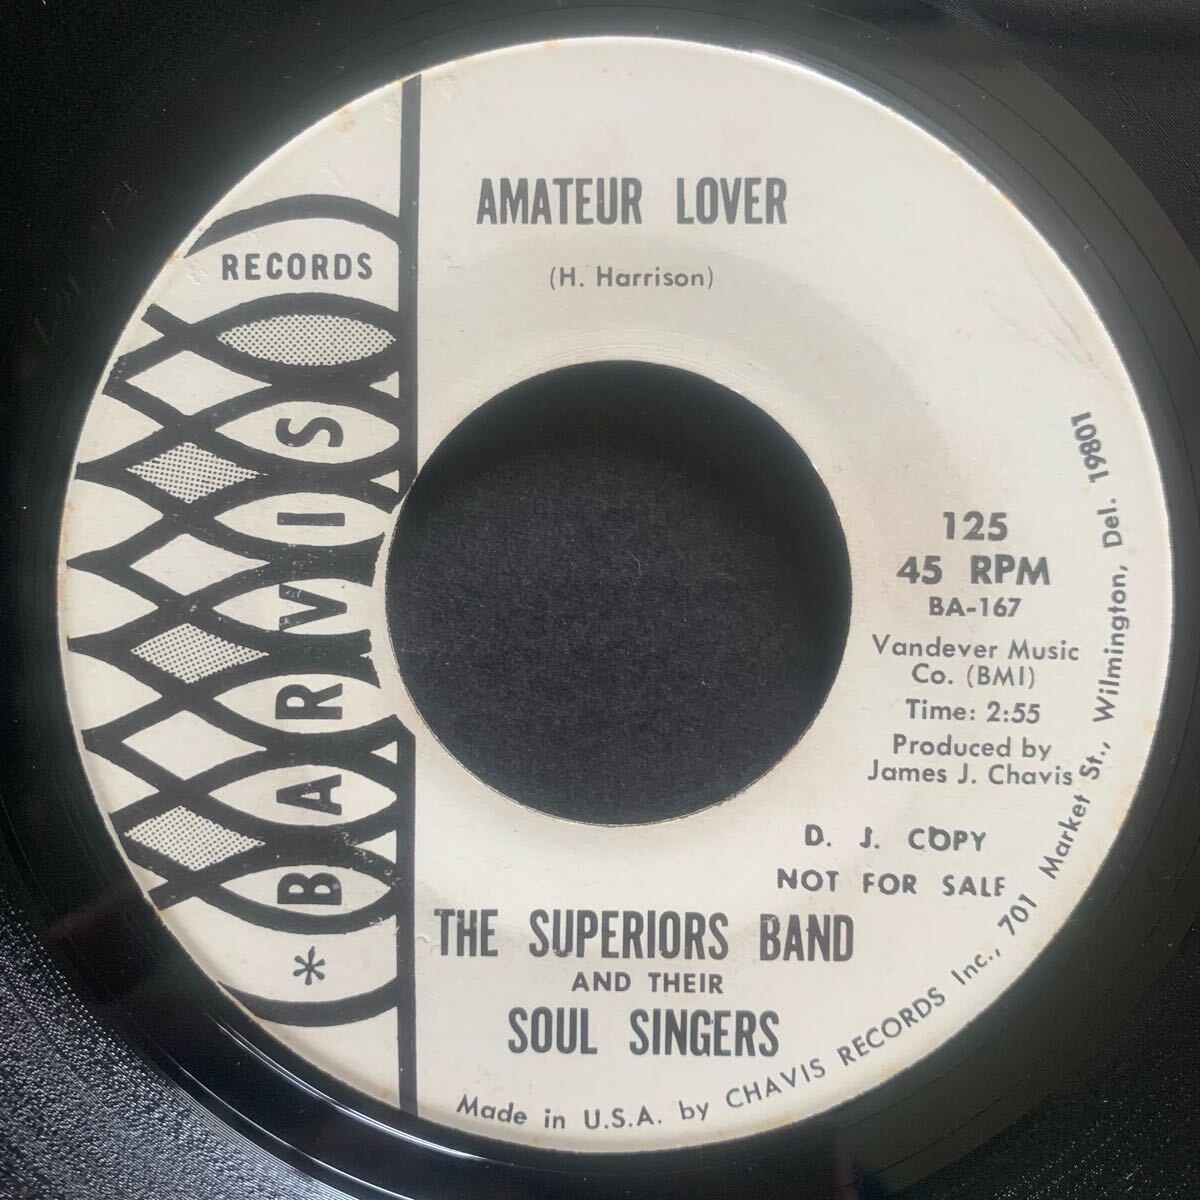 AMATEUR LOVER
(H. Harrison)
RECORDS
* BARVIS
125
45 RPM
BA-167
Vandever Music
Co. (BMI)
Time: 2:55
Produced by
James J. Chavis
D. J. COPY
NOT FOR SALE
THE SUPERIORS BAND
AND THEIR
SOUL SINGERS
Made in U.S.A. by CHAVIS RECORDS Inc., 701 Market St., Wilmington, Del. 19801